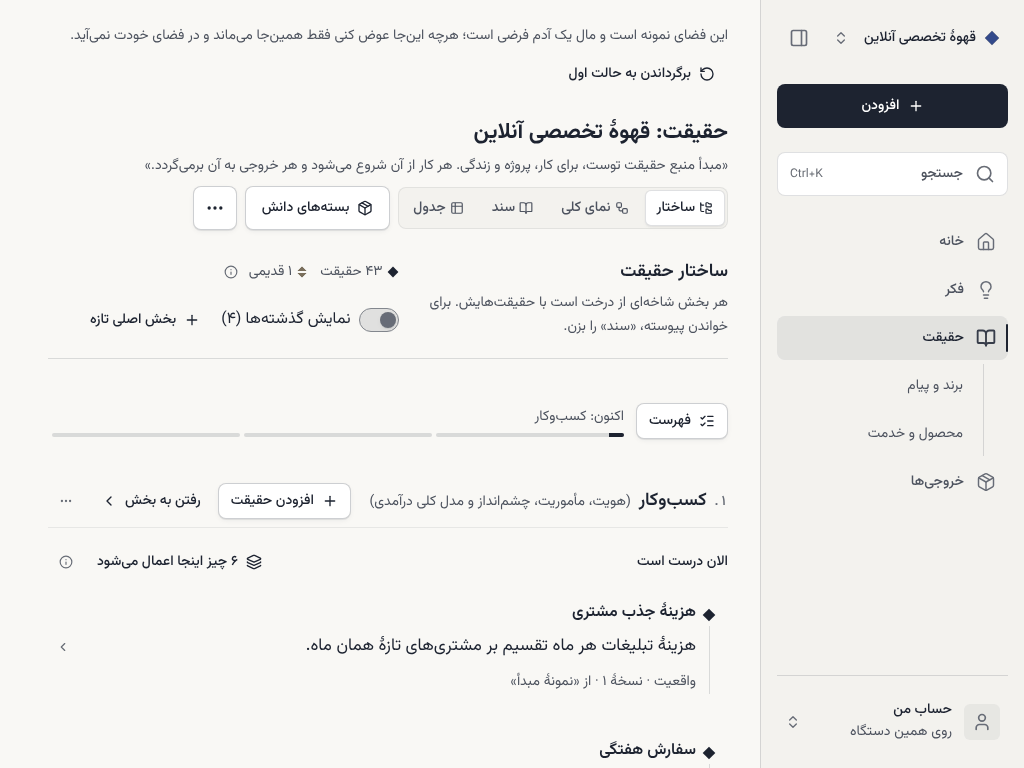 قهوهٔ تخصصی آنلاین
افزودن
جستجو
Ctrl+K
خانه
فکر
حقیقت
برند و پیام
محصول و خدمت
خروجی‌ها
حساب من
روی همین دستگاه
این فضای نمونه است و مال یک آدم فرضی است؛ هرچه این‌جا عوض کنی فقط همین‌جا می‌ماند و در فضای خودت نمی‌آید.
برگرداندن به حالت اول
حقیقت: قهوهٔ تخصصی آنلاین
«مبدأ منبع حقیقت توست، برای کار، پروژه و زندگی. هر کار از آن شروع می‌شود و هر خروجی به آن برمی‌گردد.»
ساختار
نمای کلی
سند
جدول
بسته‌های دانش
ساختار حقیقت
هر بخش شاخه‌ای از درخت است با حقیقت‌هایش. برای
خواندن پیوسته، «سند» را بزن.
۴۳ حقیقت
۱ قدیمی
نمایش گذشته‌ها (۴)
بخش اصلی تازه
فهرست
اکنون: کسب‌وکار
۱. کسب‌وکار (هویت، مأموریت، چشم‌انداز و مدل کلی درآمدی)
افزودن حقیقت
رفتن به بخش
الان درست است
۶ چیز اینجا اعمال می‌شود
هزینهٔ جذب مشتری
هزینهٔ تبلیغات هر ماه تقسیم بر مشتری‌های تازهٔ همان ماه.
واقعیت · نسخهٔ ۱ · از «نمونهٔ مبدأ»
سفارش هفتگی